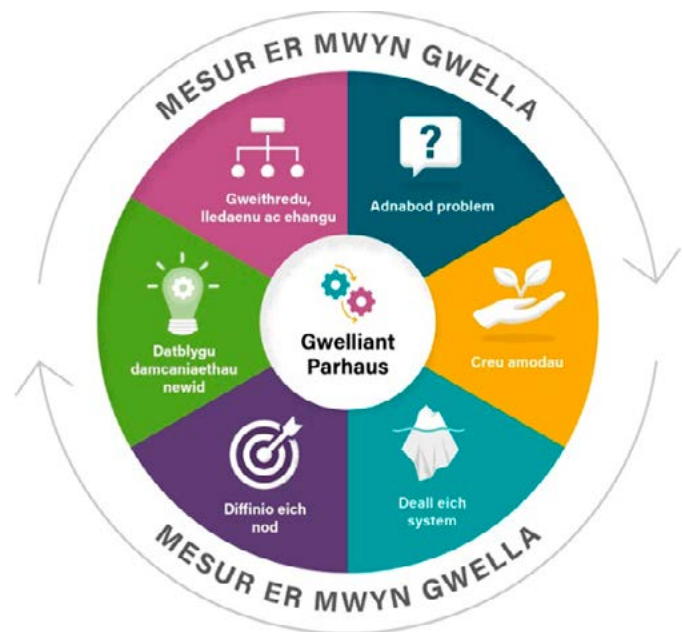 MESUR ER MWYN GWELLA
?
Adnabod problem
Creu amodau
Deall eich
system
Diffinio eich
nod
Datblygu
damcaniaethau
newid
Gweithredu,
lledaenu ac ehangu
Gwelliant
Parhaus
MESUR ER MWYN GWELLA